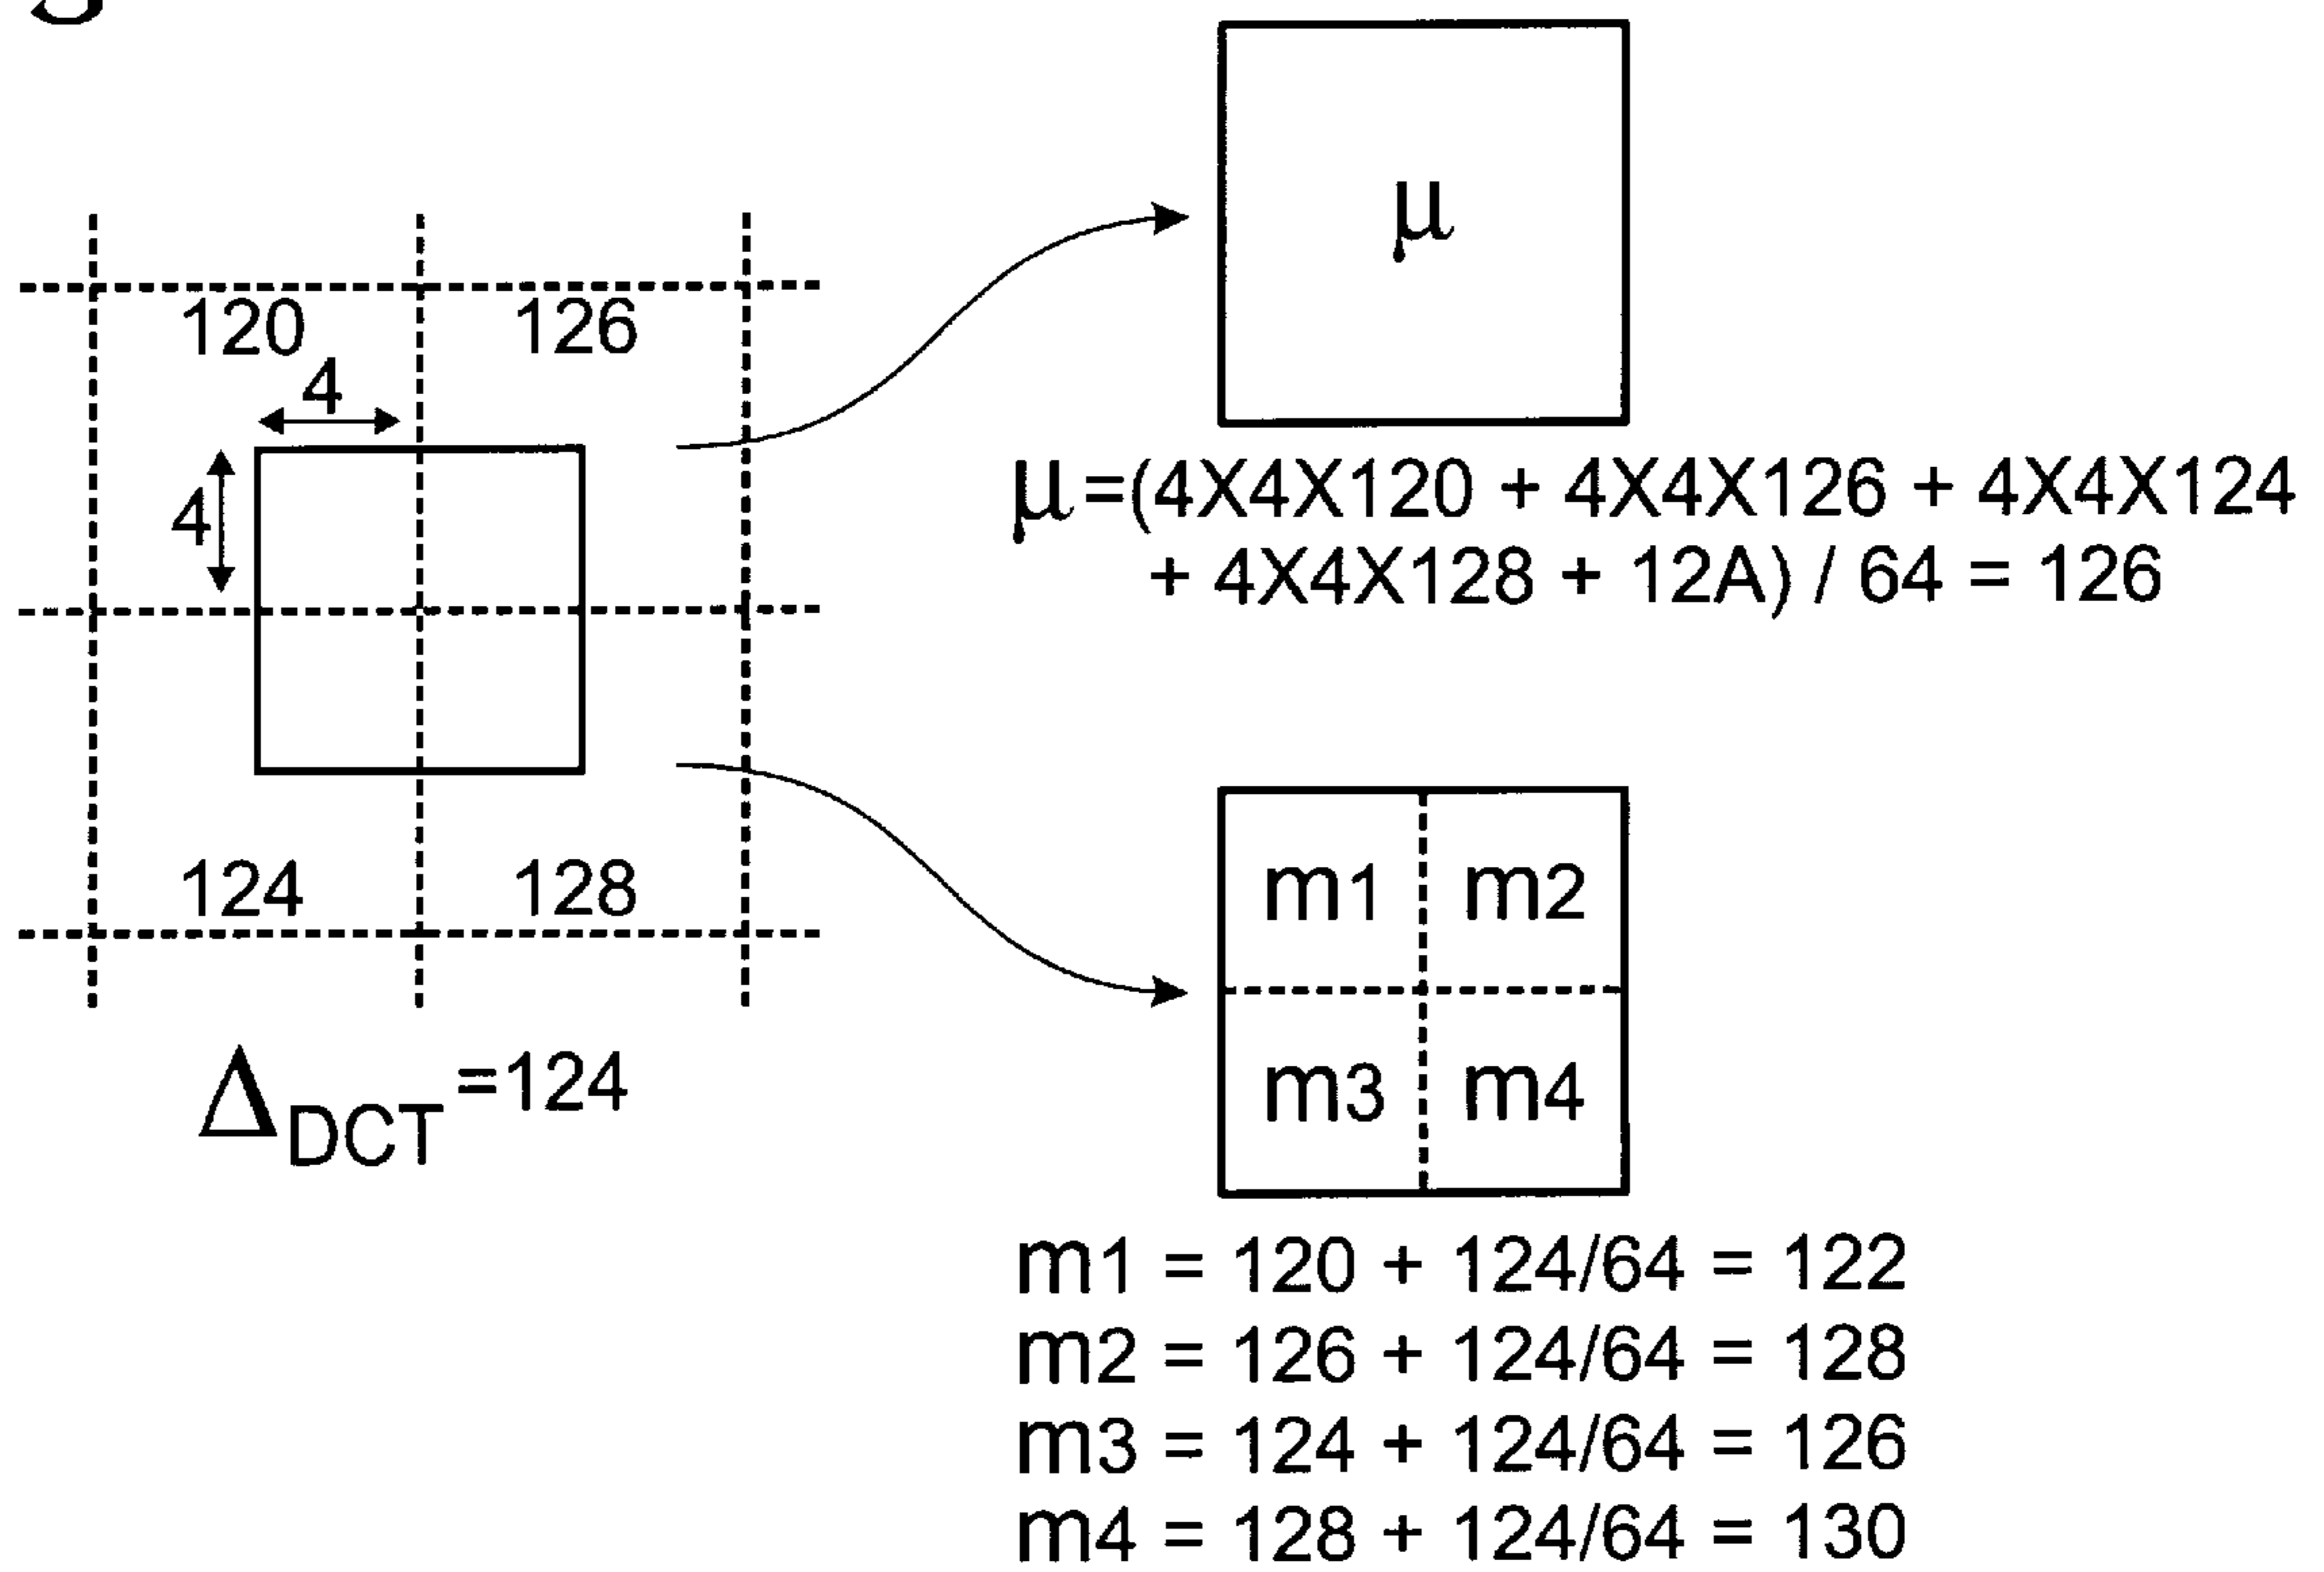 μ
120 126
4
4
μ=(4X4X120 + 4X4X126 + 4X4X124
+ 4X4X128 + 12A) / 64 = 126
124 128
m1 m2
m3 m4
ΔDCT=124
m1 = 120 + 124/64 = 122
m2 = 126 + 124/64 = 128
m3 = 124 + 124/64 = 126
m4 = 128 + 124/64 = 130